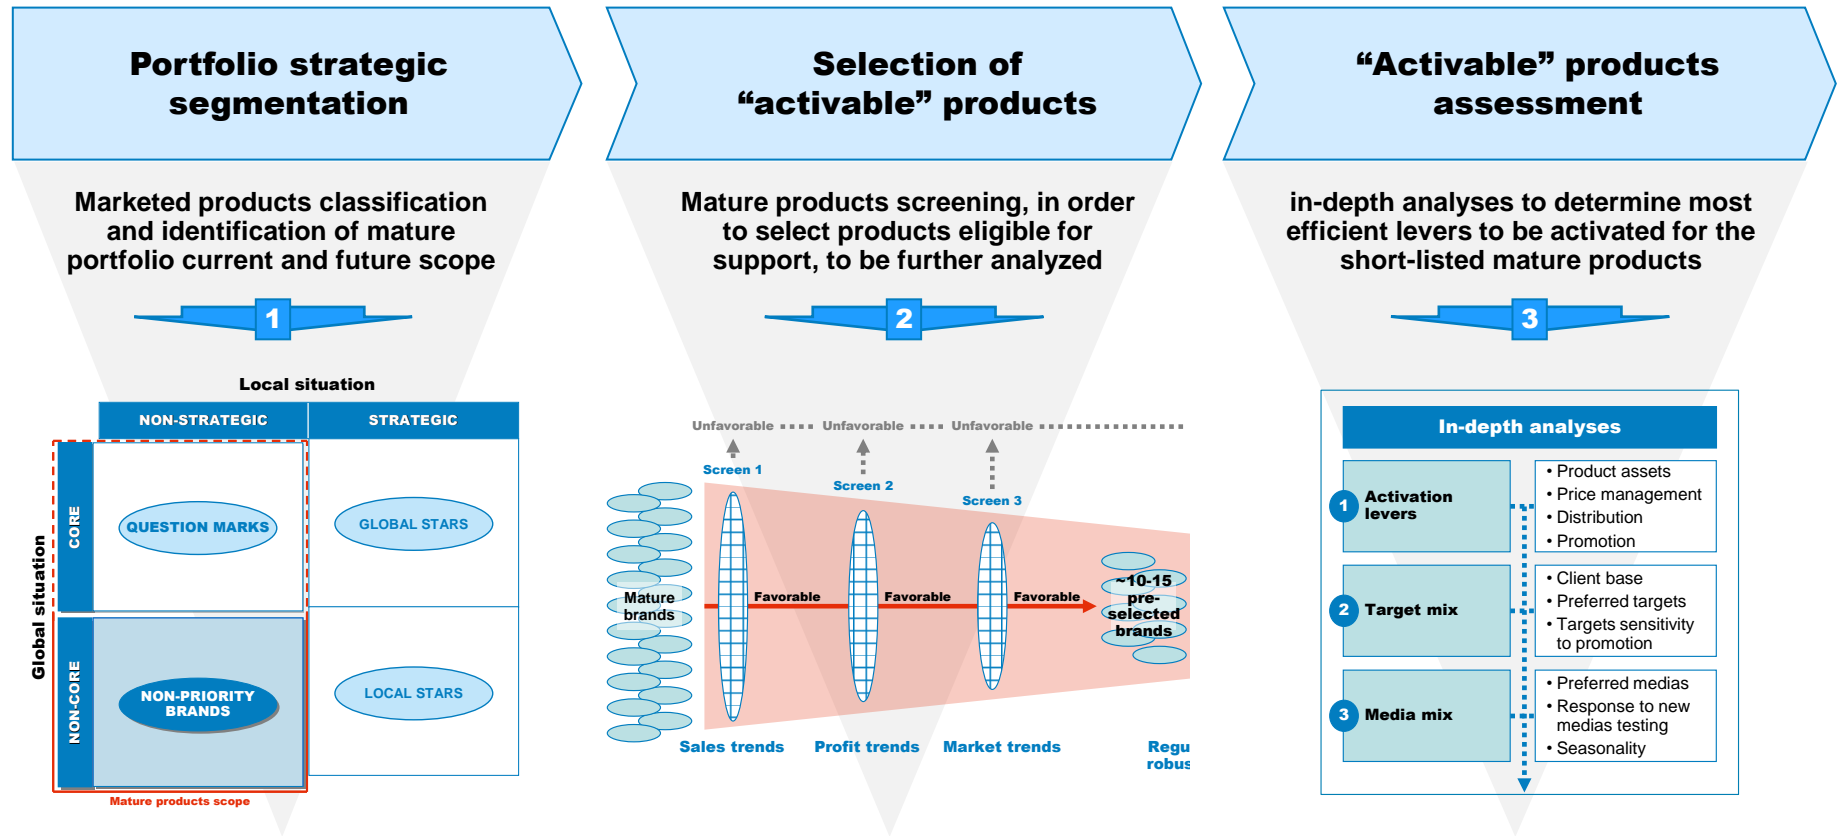 Portfolio strategic
segmentation
Marketed products classification
and identification of mature
portfolio current and future scope
1
Local situation
NON-STRATEGIC
STRATEGIC
Global situation
CORE
QUESTION MARKS
GLOBAL STARS
NON-CORE
NON-PRIORITY
BRANDS
LOCAL STARS
Mature products scope
Selection of
“activable” products
Mature products screening, in order
to select products eligible for
support, to be further analyzed
2
Unfavorable
Unfavorable
Unfavorable
Screen 1
Screen 2
Screen 3
Mature
brands
Favorable
Favorable
Favorable
~10-15
pre-
selected
brands
Sales trends
Profit trends
Market trends
Regu
robus
“Activable” products
assessment
in-depth analyses to determine most
efficient levers to be activated for the
short-listed mature products
3
In-depth analyses
1
Activation
levers
• Product assets
• Price management
• Distribution
• Promotion
2
Target mix
• Client base
• Preferred targets
• Targets sensitivity
to promotion
3
Media mix
• Preferred medias
• Response to new
medias testing
• Seasonality